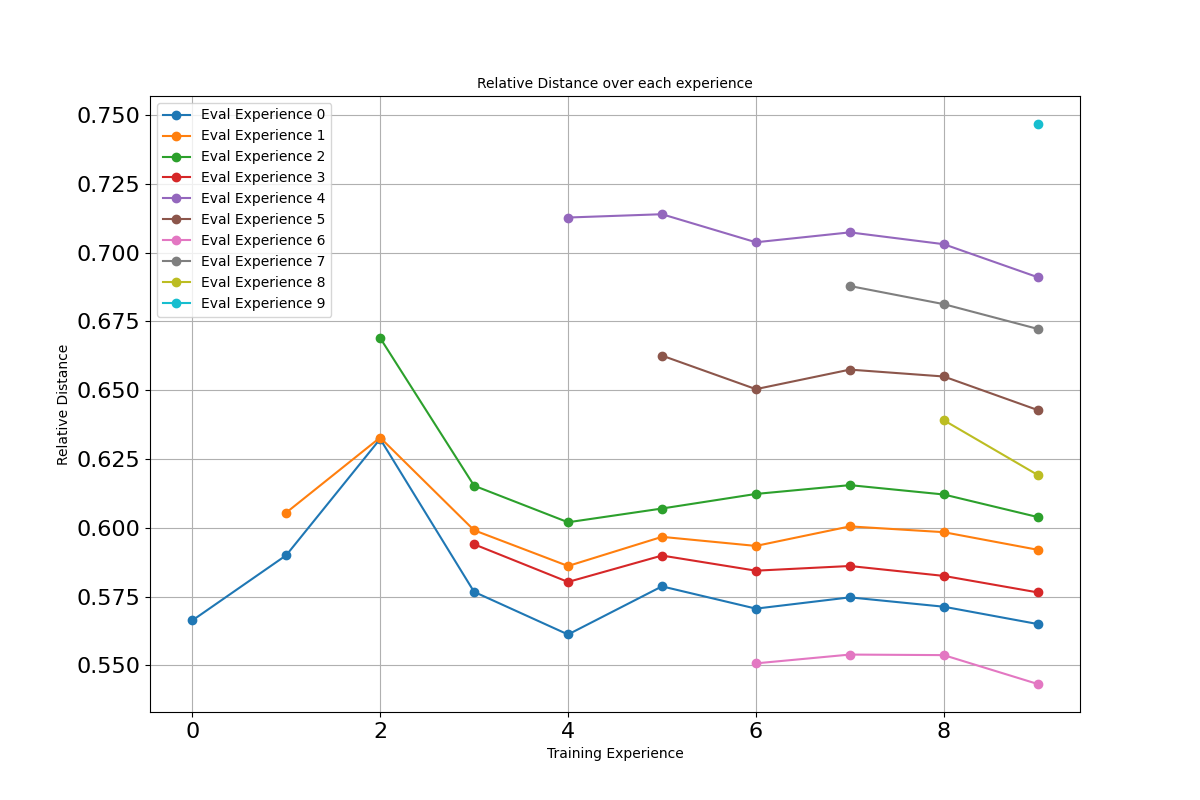 Relative Distance over each experience
0.750
0.725
0.700
0.675
0.650
0.625
0.600
0.575
0.550
Relative Distance
Eval Experience 0
Eval Experience 1
Eval Experience 2
Eval Experience 3
Eval Experience 4
Eval Experience 5
Eval Experience 6
Eval Experience 7
Eval Experience 8
Eval Experience 9
0 2 4 6 8
Training Experience